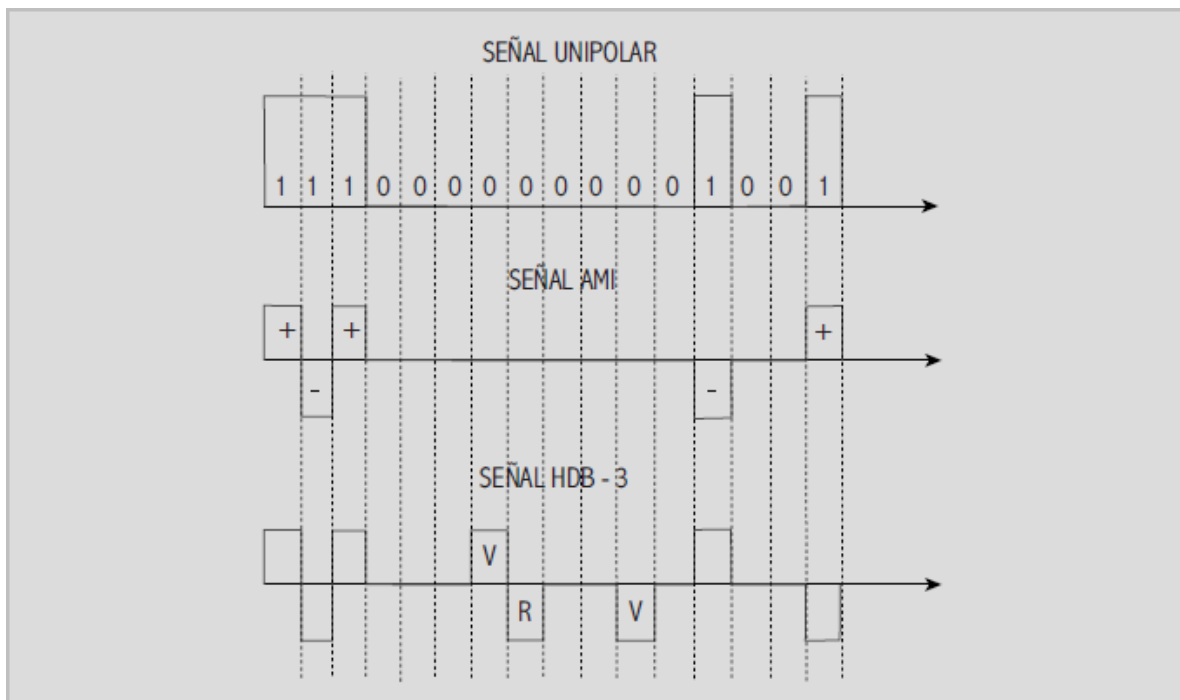 SEÑAL UNIPOLAR
1 1 1 0 0 0 0 0 0 0 0 0 1 0 0 1
SEÑAL AMI
+ - + - +
SEÑAL HDB - 3
V
R V